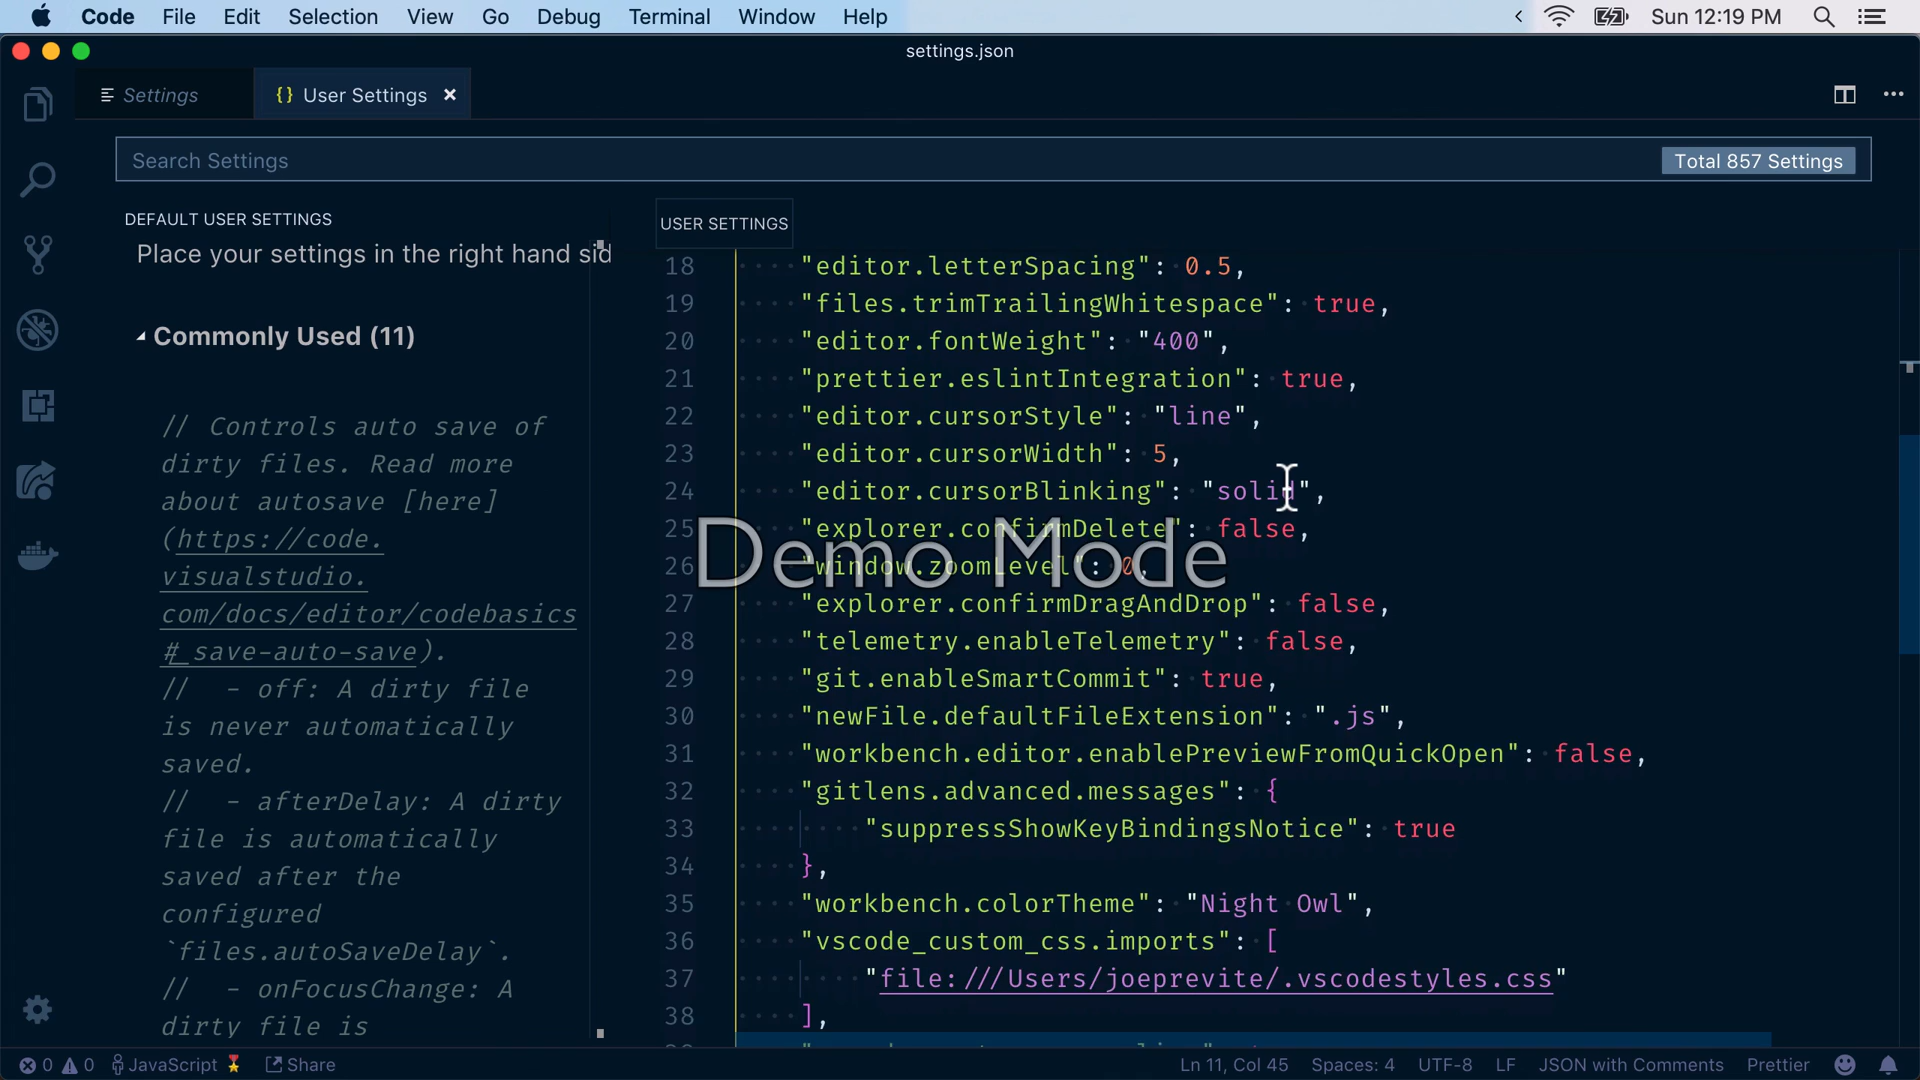 Code File Edit Selection View Go Debug Terminal Window Help Sun 12:19 PM
settings.json
Settings {} User Settings ×
Search Settings Total 857 Settings
DEFAULT USER SETTINGS
Place your settings in the right hand sid
Commonly Used (11)
// Controls auto save of
dirty files. Read more
about autosave [here]
(https://code.
visualstudio.
com/docs/editor/codebasics
#_save-auto-save).
// - off: A dirty file
is never automatically
saved.
// - afterDelay: A dirty
file is automatically
saved after the
configured
`files.autoSaveDelay`.
// - onFocusChange: A
dirty file is
USER SETTINGS
18 "editor.letterSpacing": 0.5,
19 "files.trimTrailingWhitespace": true,
20 "editor.fontWeight": "400",
21 "prettier.eslintIntegration": true,
22 "editor.cursorStyle": "line",
23 "editor.cursorWidth": 5,
24 "editor.cursorBlinking": "solid",
25 "explorer.confirmDelete": false,
26 "window.zoomLevel": 0,
27 "explorer.confirmDragAndDrop": false,
28 "telemetry.enableTelemetry": false,
29 "git.enableSmartCommit": true,
30 "newFile.defaultFileExtension": ".js",
31 "workbench.editor.enablePreviewFromQuickOpen": false,
32 "gitlens.advanced.messages": {
33 "suppressShowKeyBindingsNotice": true
34 },
35 "workbench.colorTheme": "Night Owl",
36 "vscode_custom_css.imports": [
37 "file:///Users/joeprevite/.vscodestyles.css"
38 ],
Demo Mode
0 0 JavaScript Share Ln 11, Col 45 Spaces: 4 UTF-8 LF JSON with Comments Prettier